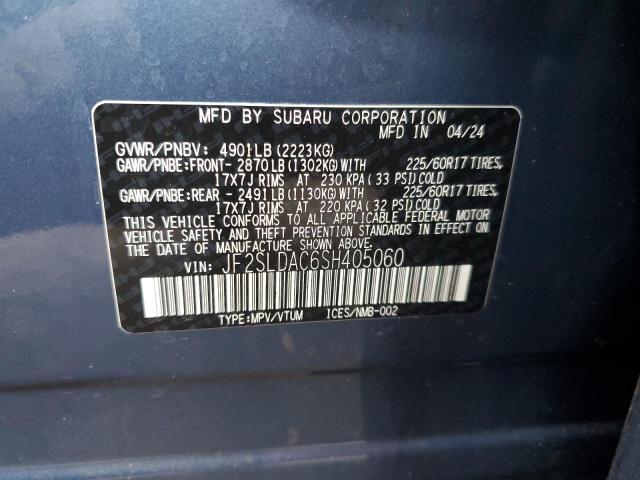 MFD BY SUBARU CORPORATION
MFD IN 04/24
GVWR/PNBV: 4901LB (2223KG)
GAWR/PNBE:FRONT- 2870LB (1302KG) WITH 225/60R17 TIRES,
17X7J RIMS AT 230 KPA (33 PSI) COLD
GAWR/PNBE:REAR - 2491LB (1130KG) WITH 225/60R17 TIRES,
17X7J RIMS AT 220 KPA (32 PSI) COLD
THIS VEHICLE CONFORMS TO ALL APPLICABLE FEDERAL MOTOR
VEHICLE SAFETY AND THEFT PREVENTION STANDARDS IN EFFECT ON
THE DATE OF MANUFACTURE SHOWN ABOVE.
VIN: JF2SLDAC6SH405060
TYPE:MPV/VTUM ICES/NMB-002